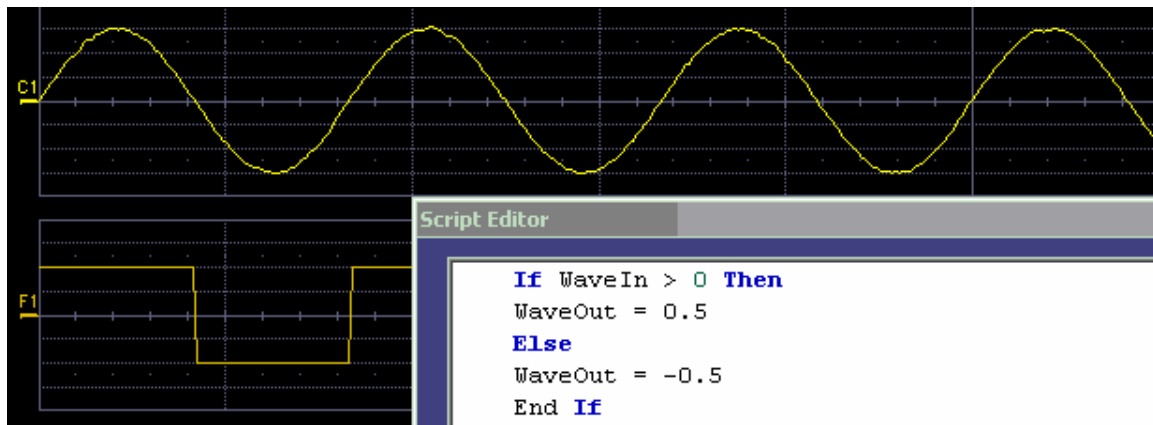 C1
F1
Script Editor
If WaveIn > 0 Then
WaveOut = 0.5
Else
WaveOut = -0.5
End If